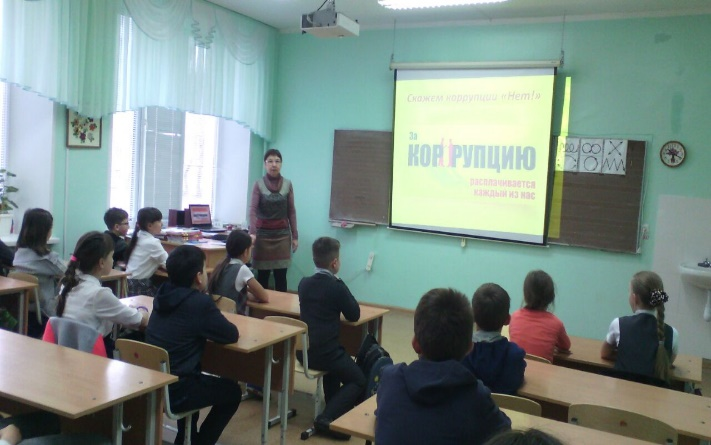 Скажем коррупции «Нет!»
За
КОРРУПЦИЮ
расплачивается
каждый из нас